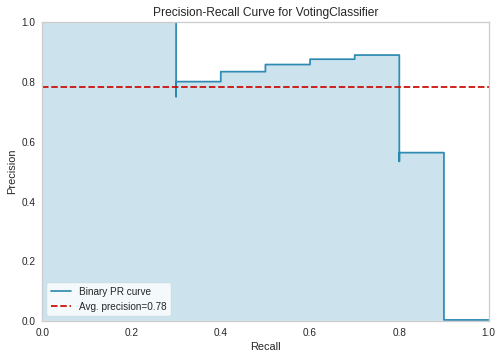 Precision-Recall Curve for VotingClassifier
1.0
0.8
0.6
0.4
0.2
0.0
Precision
Binary PR curve
Avg. precision=0.78
0.0 0.2 0.4 0.6 0.8 1.0
Recall